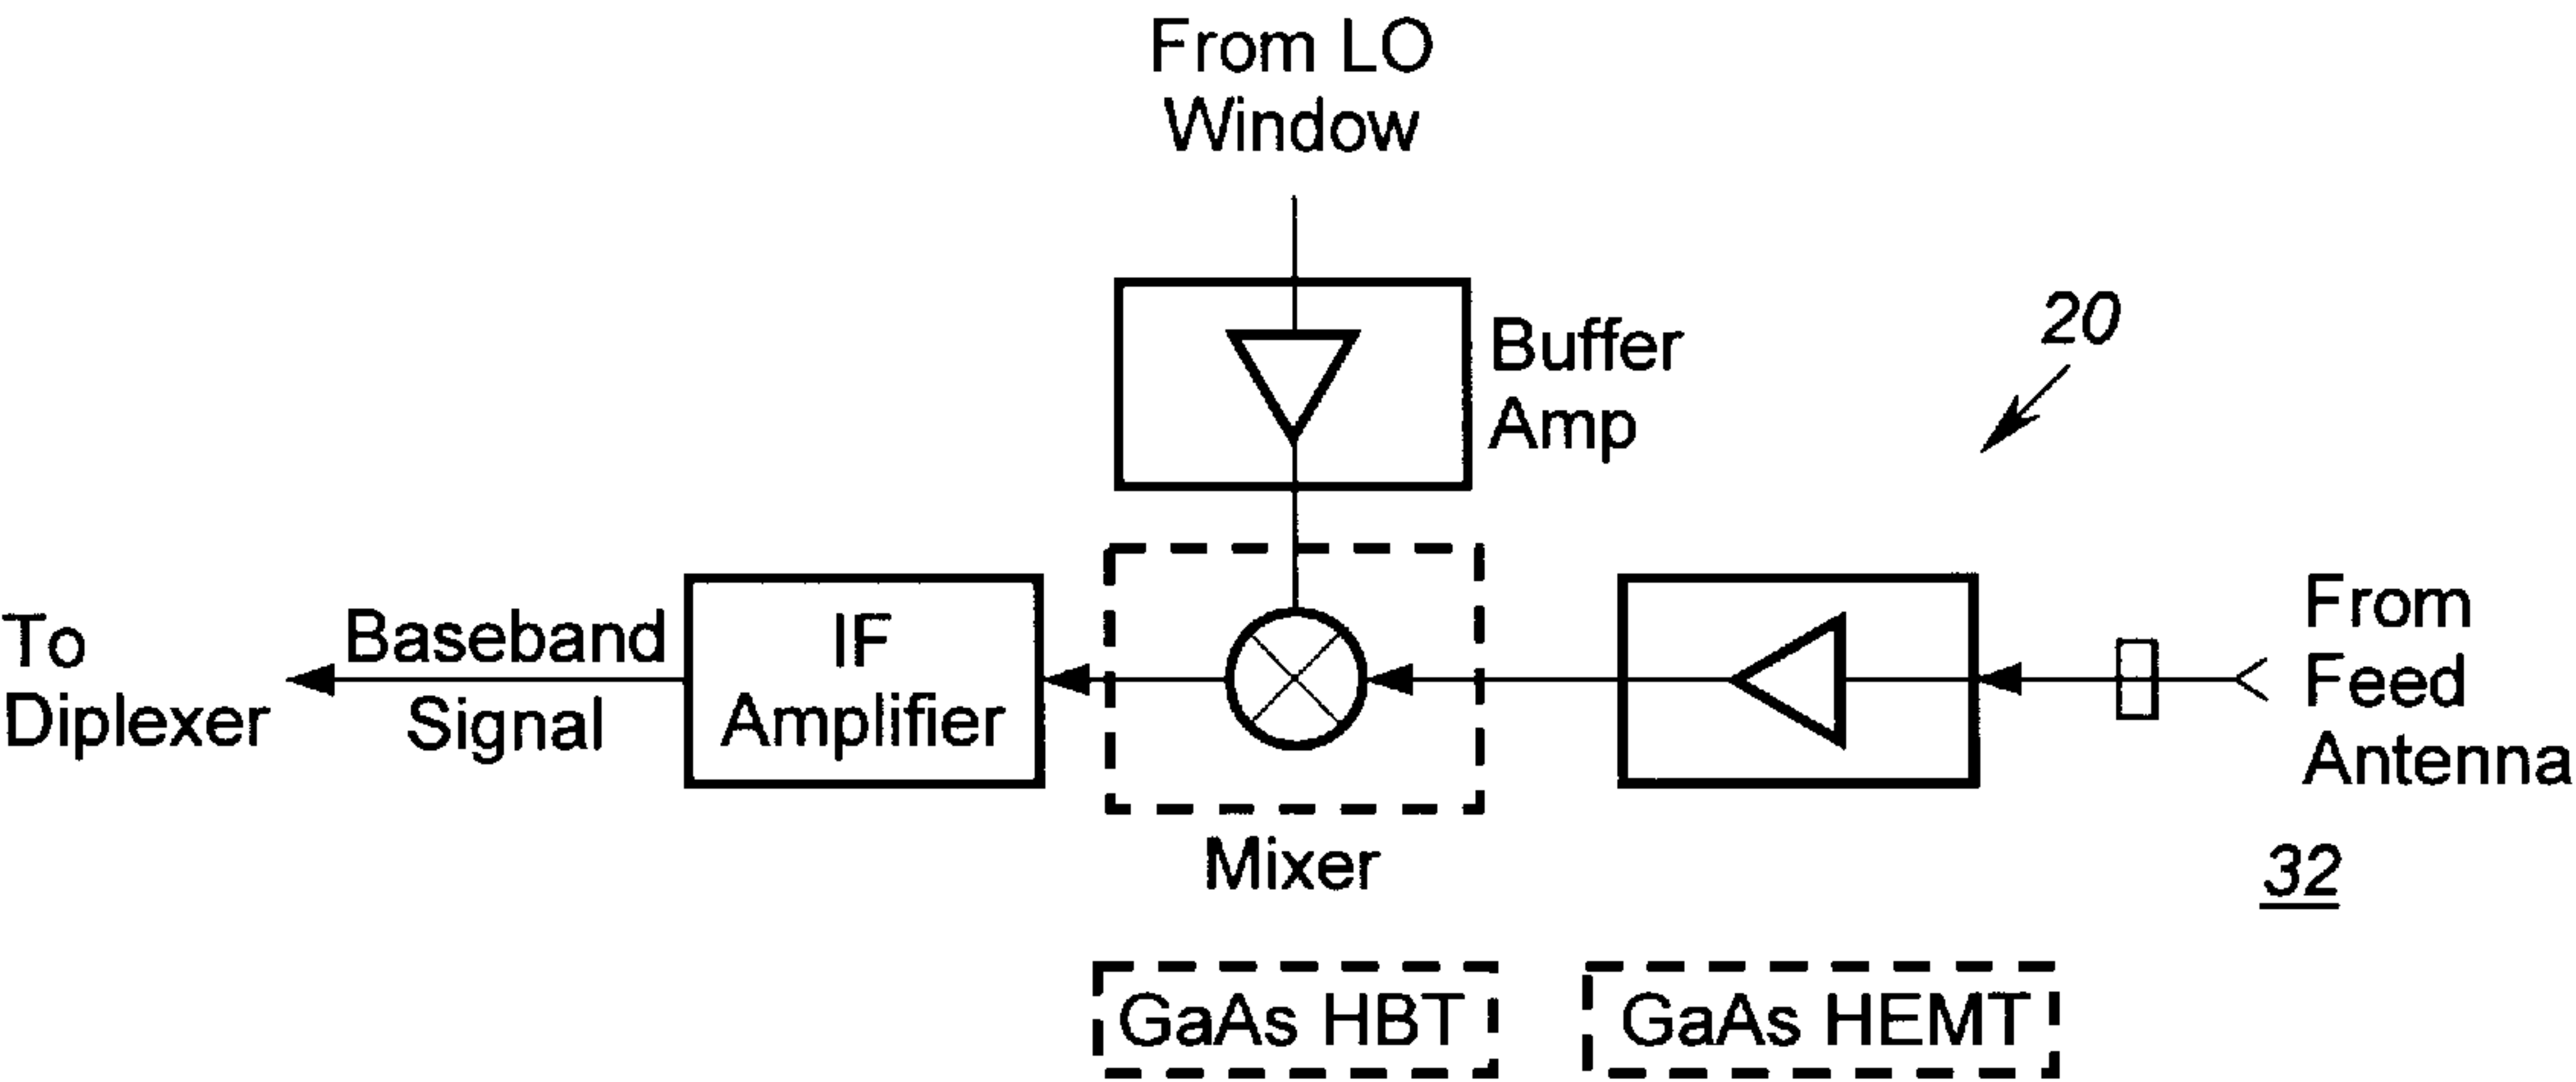 From LO
Window
Buffer
Amp
20
To
Diplexer
Baseband
Signal
IF
Amplifier
Mixer
From
Feed
Antenna
32
GaAs HBT
GaAs HEMT